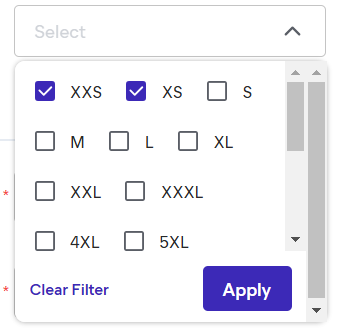 Select
XXS XS S
M L XL
XXL XXXL
4XL 5XL
Clear Filter Apply
*
*